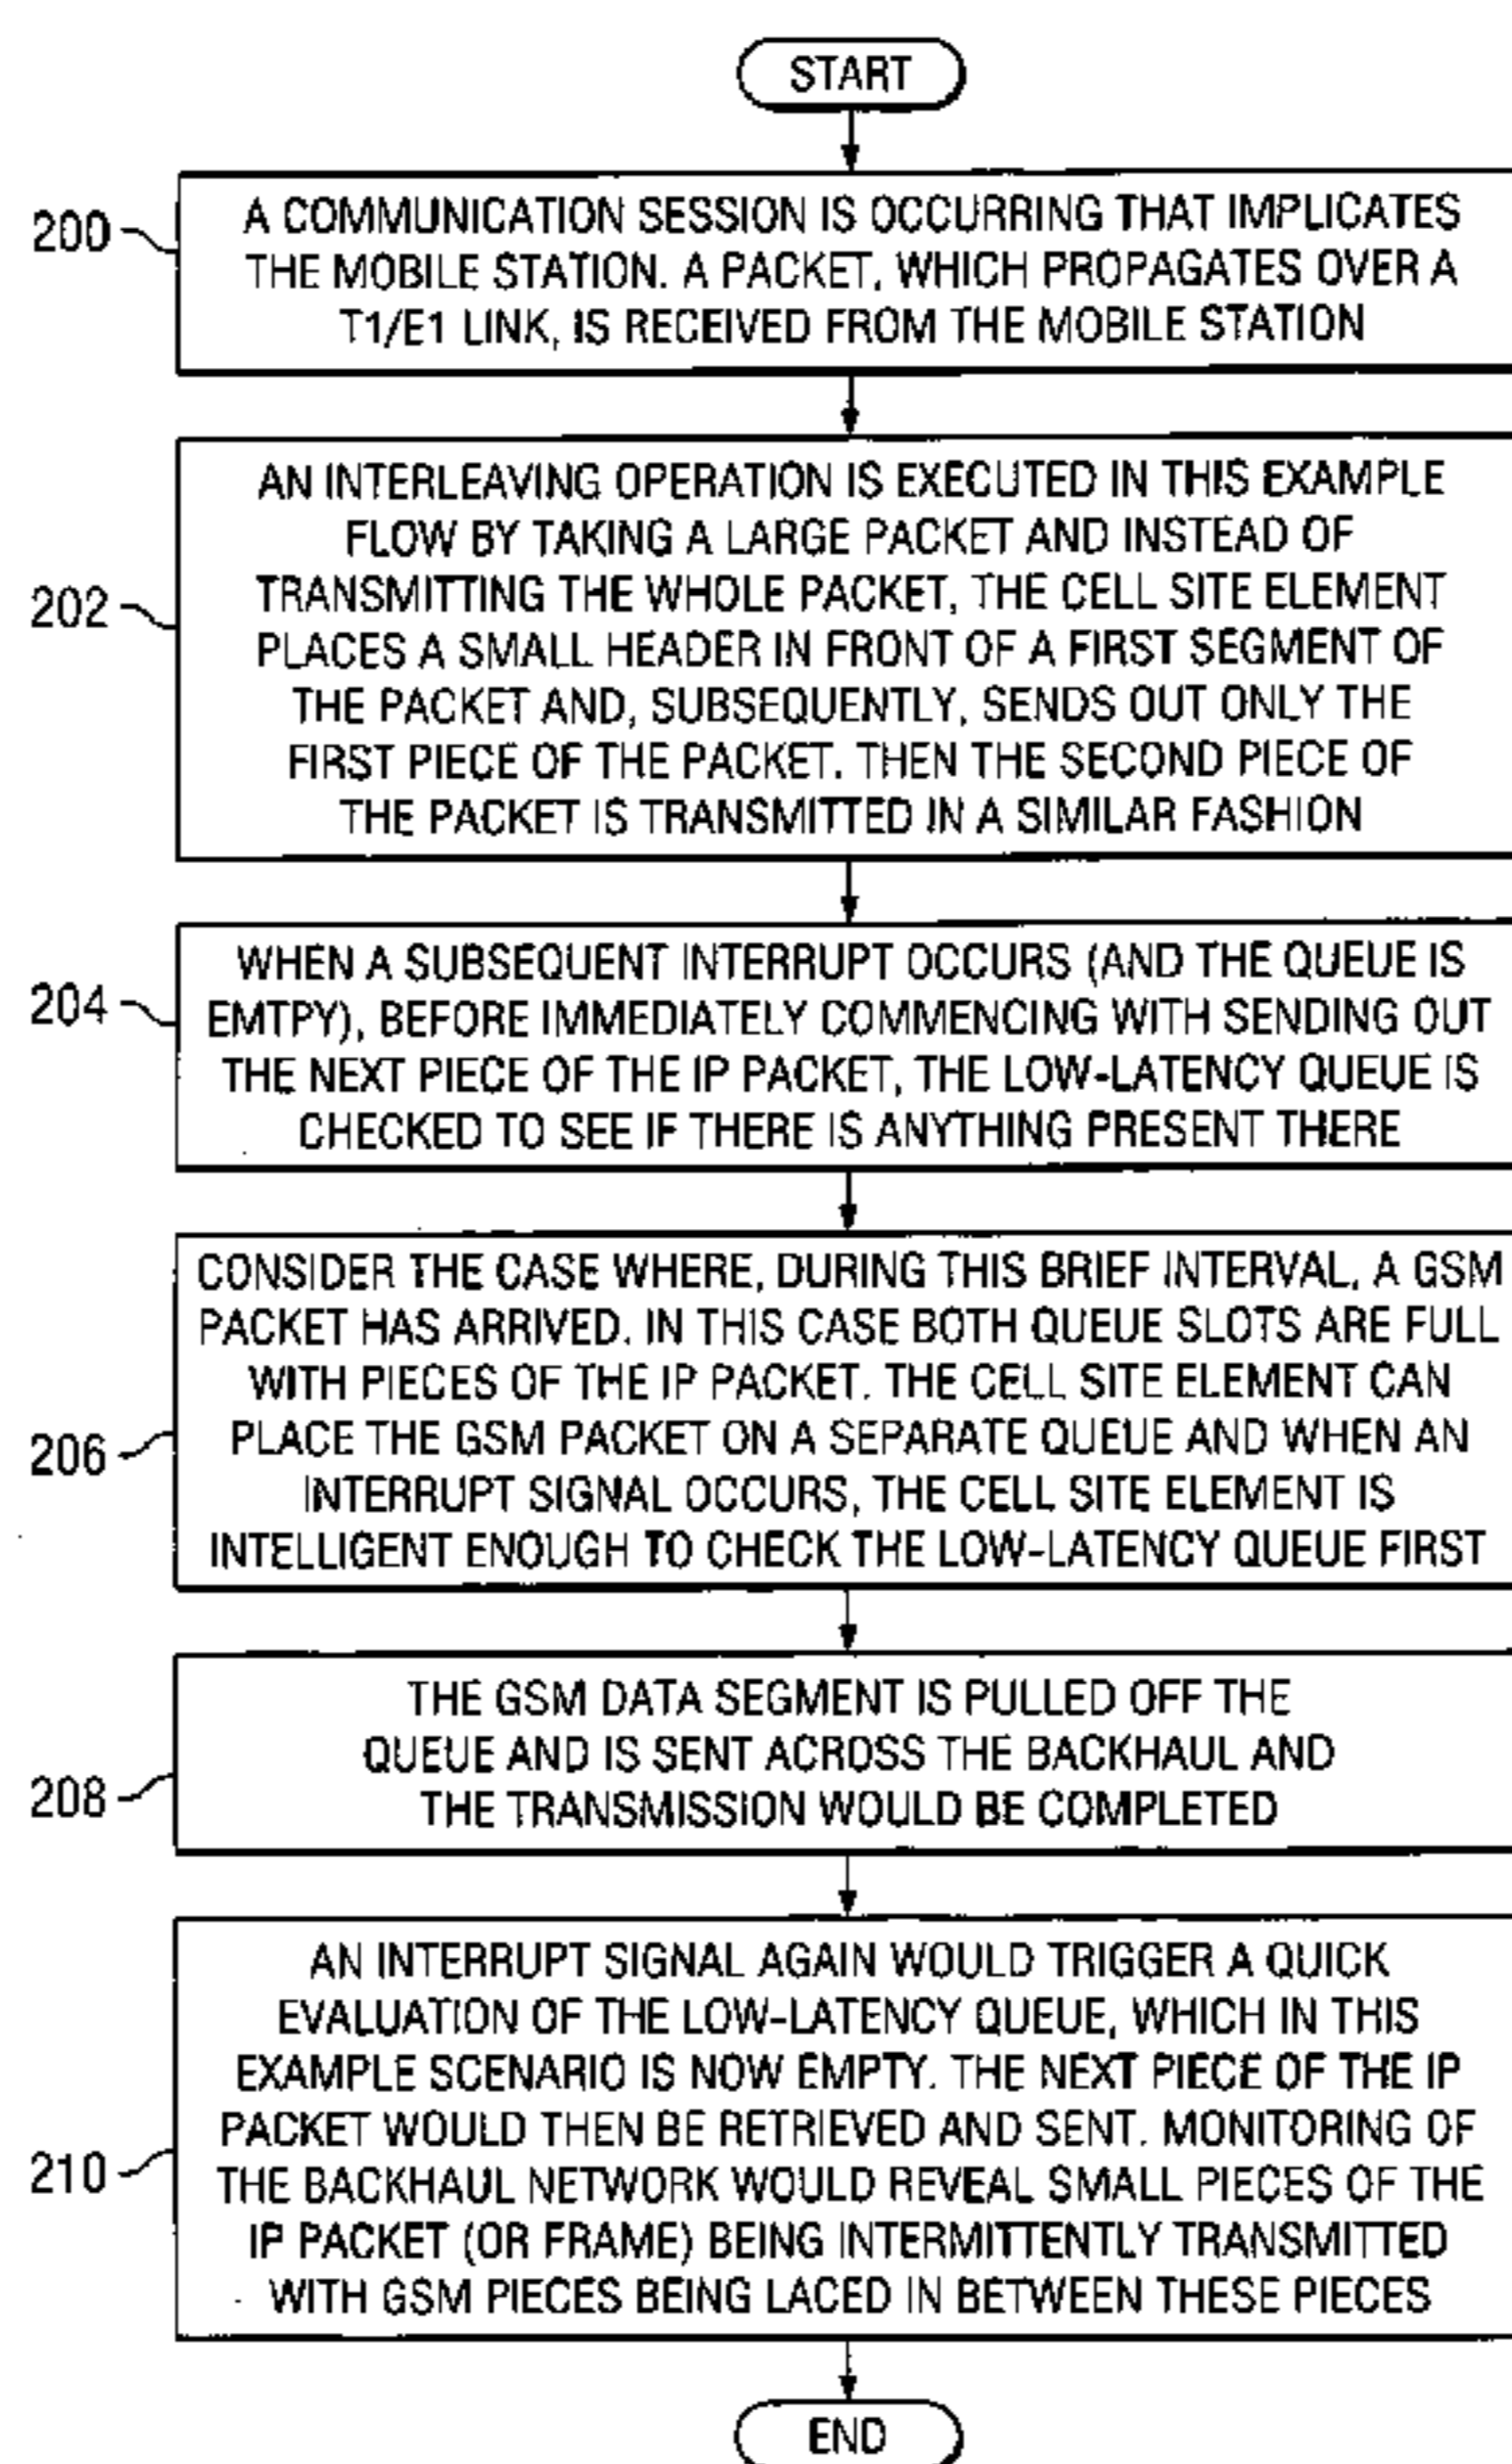 START
200
A COMMUNICATION SESSION IS OCCURRING THAT IMPLICATES
THE MOBILE STATION. A PACKET, WHICH PROPAGATES OVER A
T1/E1 LINK, IS RECEIVED FROM THE MOBILE STATION
202
AN INTERLEAVING OPERATION IS EXECUTED IN THIS EXAMPLE
FLOW BY TAKING A LARGE PACKET AND INSTEAD OF
TRANSMITTING THE WHOLE PACKET, THE CELL SITE ELEMENT
PLACES A SMALL HEADER IN FRONT OF A FIRST SEGMENT OF
THE PACKET AND, SUBSEQUENTLY, SENDS OUT ONLY THE
FIRST PIECE OF THE PACKET. THEN THE SECOND PIECE OF
THE PACKET IS TRANSMITTED IN A SIMILAR FASHION
204
WHEN A SUBSEQUENT INTERRUPT OCCURS (AND THE QUEUE IS
EMTPY), BEFORE IMMEDIATELY COMMENCING WITH SENDING OUT
THE NEXT PIECE OF THE IP PACKET, THE LOW-LATENCY QUEUE IS
CHECKED TO SEE IF THERE IS ANYTHING PRESENT THERE
206
CONSIDER THE CASE WHERE, DURING THIS BRIEF INTERVAL, A GSM
PACKET HAS ARRIVED. IN THIS CASE BOTH QUEUE SLOTS ARE FULL
WITH PIECES OF THE IP PACKET. THE CELL SITE ELEMENT CAN
PLACE THE GSM PACKET ON A SEPARATE QUEUE AND WHEN AN
INTERRUPT SIGNAL OCCURS, THE CELL SITE ELEMENT IS
INTELLIGENT ENOUGH TO CHECK THE LOW-LATENCY QUEUE FIRST
208
THE GSM DATA SEGMENT IS PULLED OFF THE
QUEUE AND IS SENT ACROSS THE BACKHAUL AND
THE TRANSMISSION WOULD BE COMPLETED
210
AN INTERRUPT SIGNAL AGAIN WOULD TRIGGER A QUICK
EVALUATION OF THE LOW-LATENCY QUEUE, WHICH IN THIS
EXAMPLE SCENARIO IS NOW EMPTY. THE NEXT PIECE OF THE IP
PACKET WOULD THEN BE RETRIEVED AND SENT. MONITORING OF
THE BACKHAUL NETWORK WOULD REVEAL SMALL PIECES OF THE
IP PACKET (OR FRAME) BEING INTERMITTENTLY TRANSMITTED
WITH GSM PIECES BEING LACED IN BETWEEN THESE PIECES
END